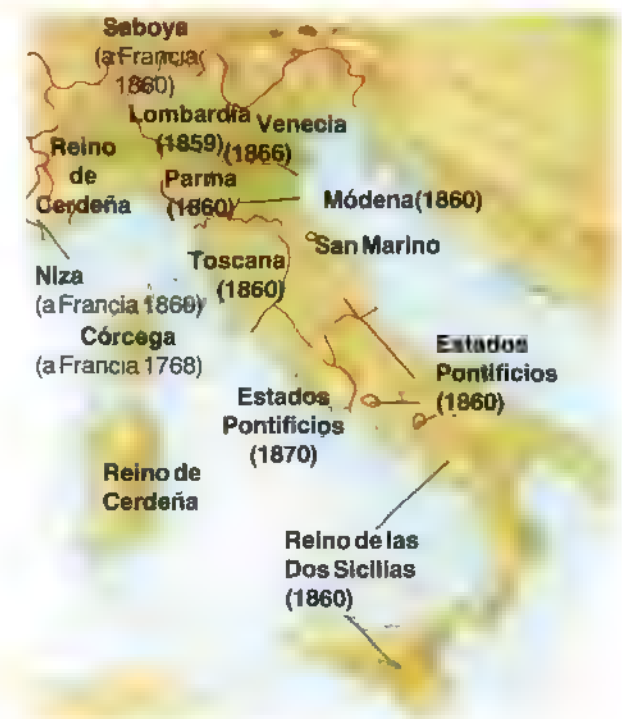 Saboya
(a Francia
1860)
Lombardía
(1859)
Venecia
(1866)
Reino
de
Cerdeña
Parma
(1860)
Módena(1860)
San Marino
Toscana
(1860)
Niza
(a Francia 1860)
Córcega
(a Francia 1768)
Estados
Pontificios
(1860)
Estados
Pontificios
(1870)
Reino de
Cerdeña
Reino de las
Dos Sicilias
(1860)